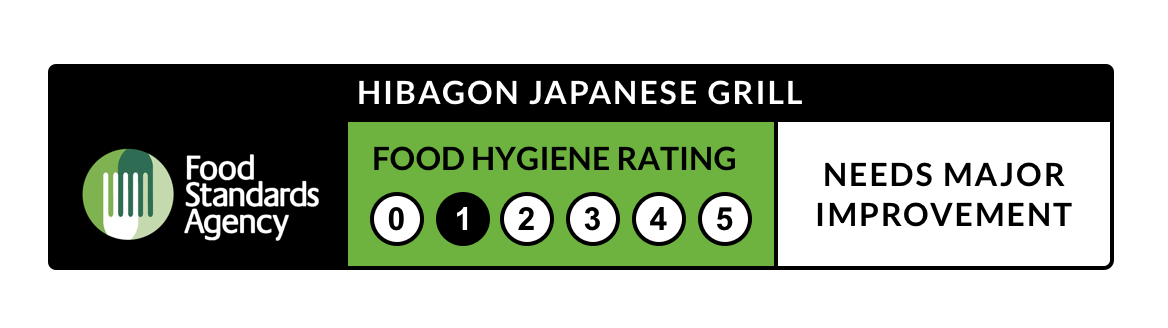 HIBAGON JAPANESE GRILL
Food
Standards
Agency
FOOD HYGIENE RATING
0 1 2 3 4 5
NEEDS MAJOR
IMPROVEMENT